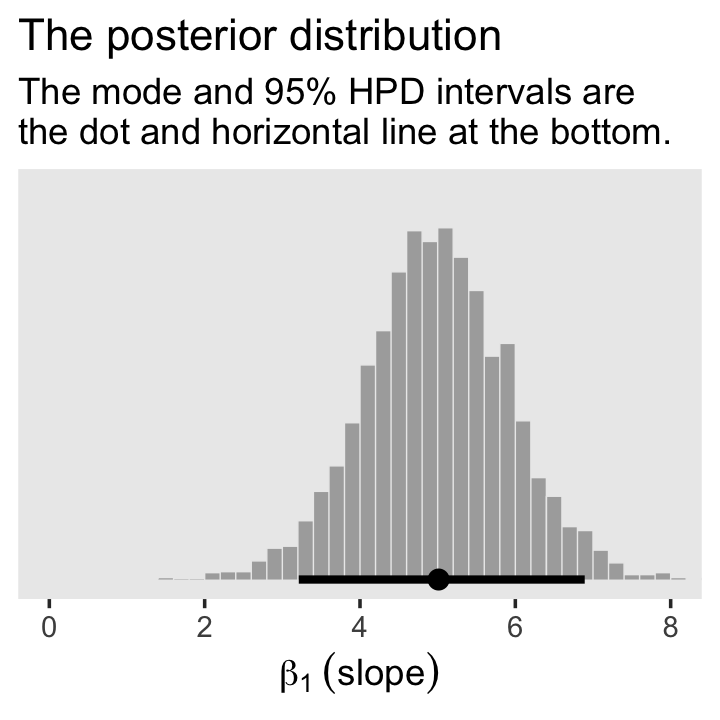 The posterior distribution
The mode and 95% HPD intervals are
the dot and horizontal line at the bottom.
0 2 4 6 8
β₁ (slope)